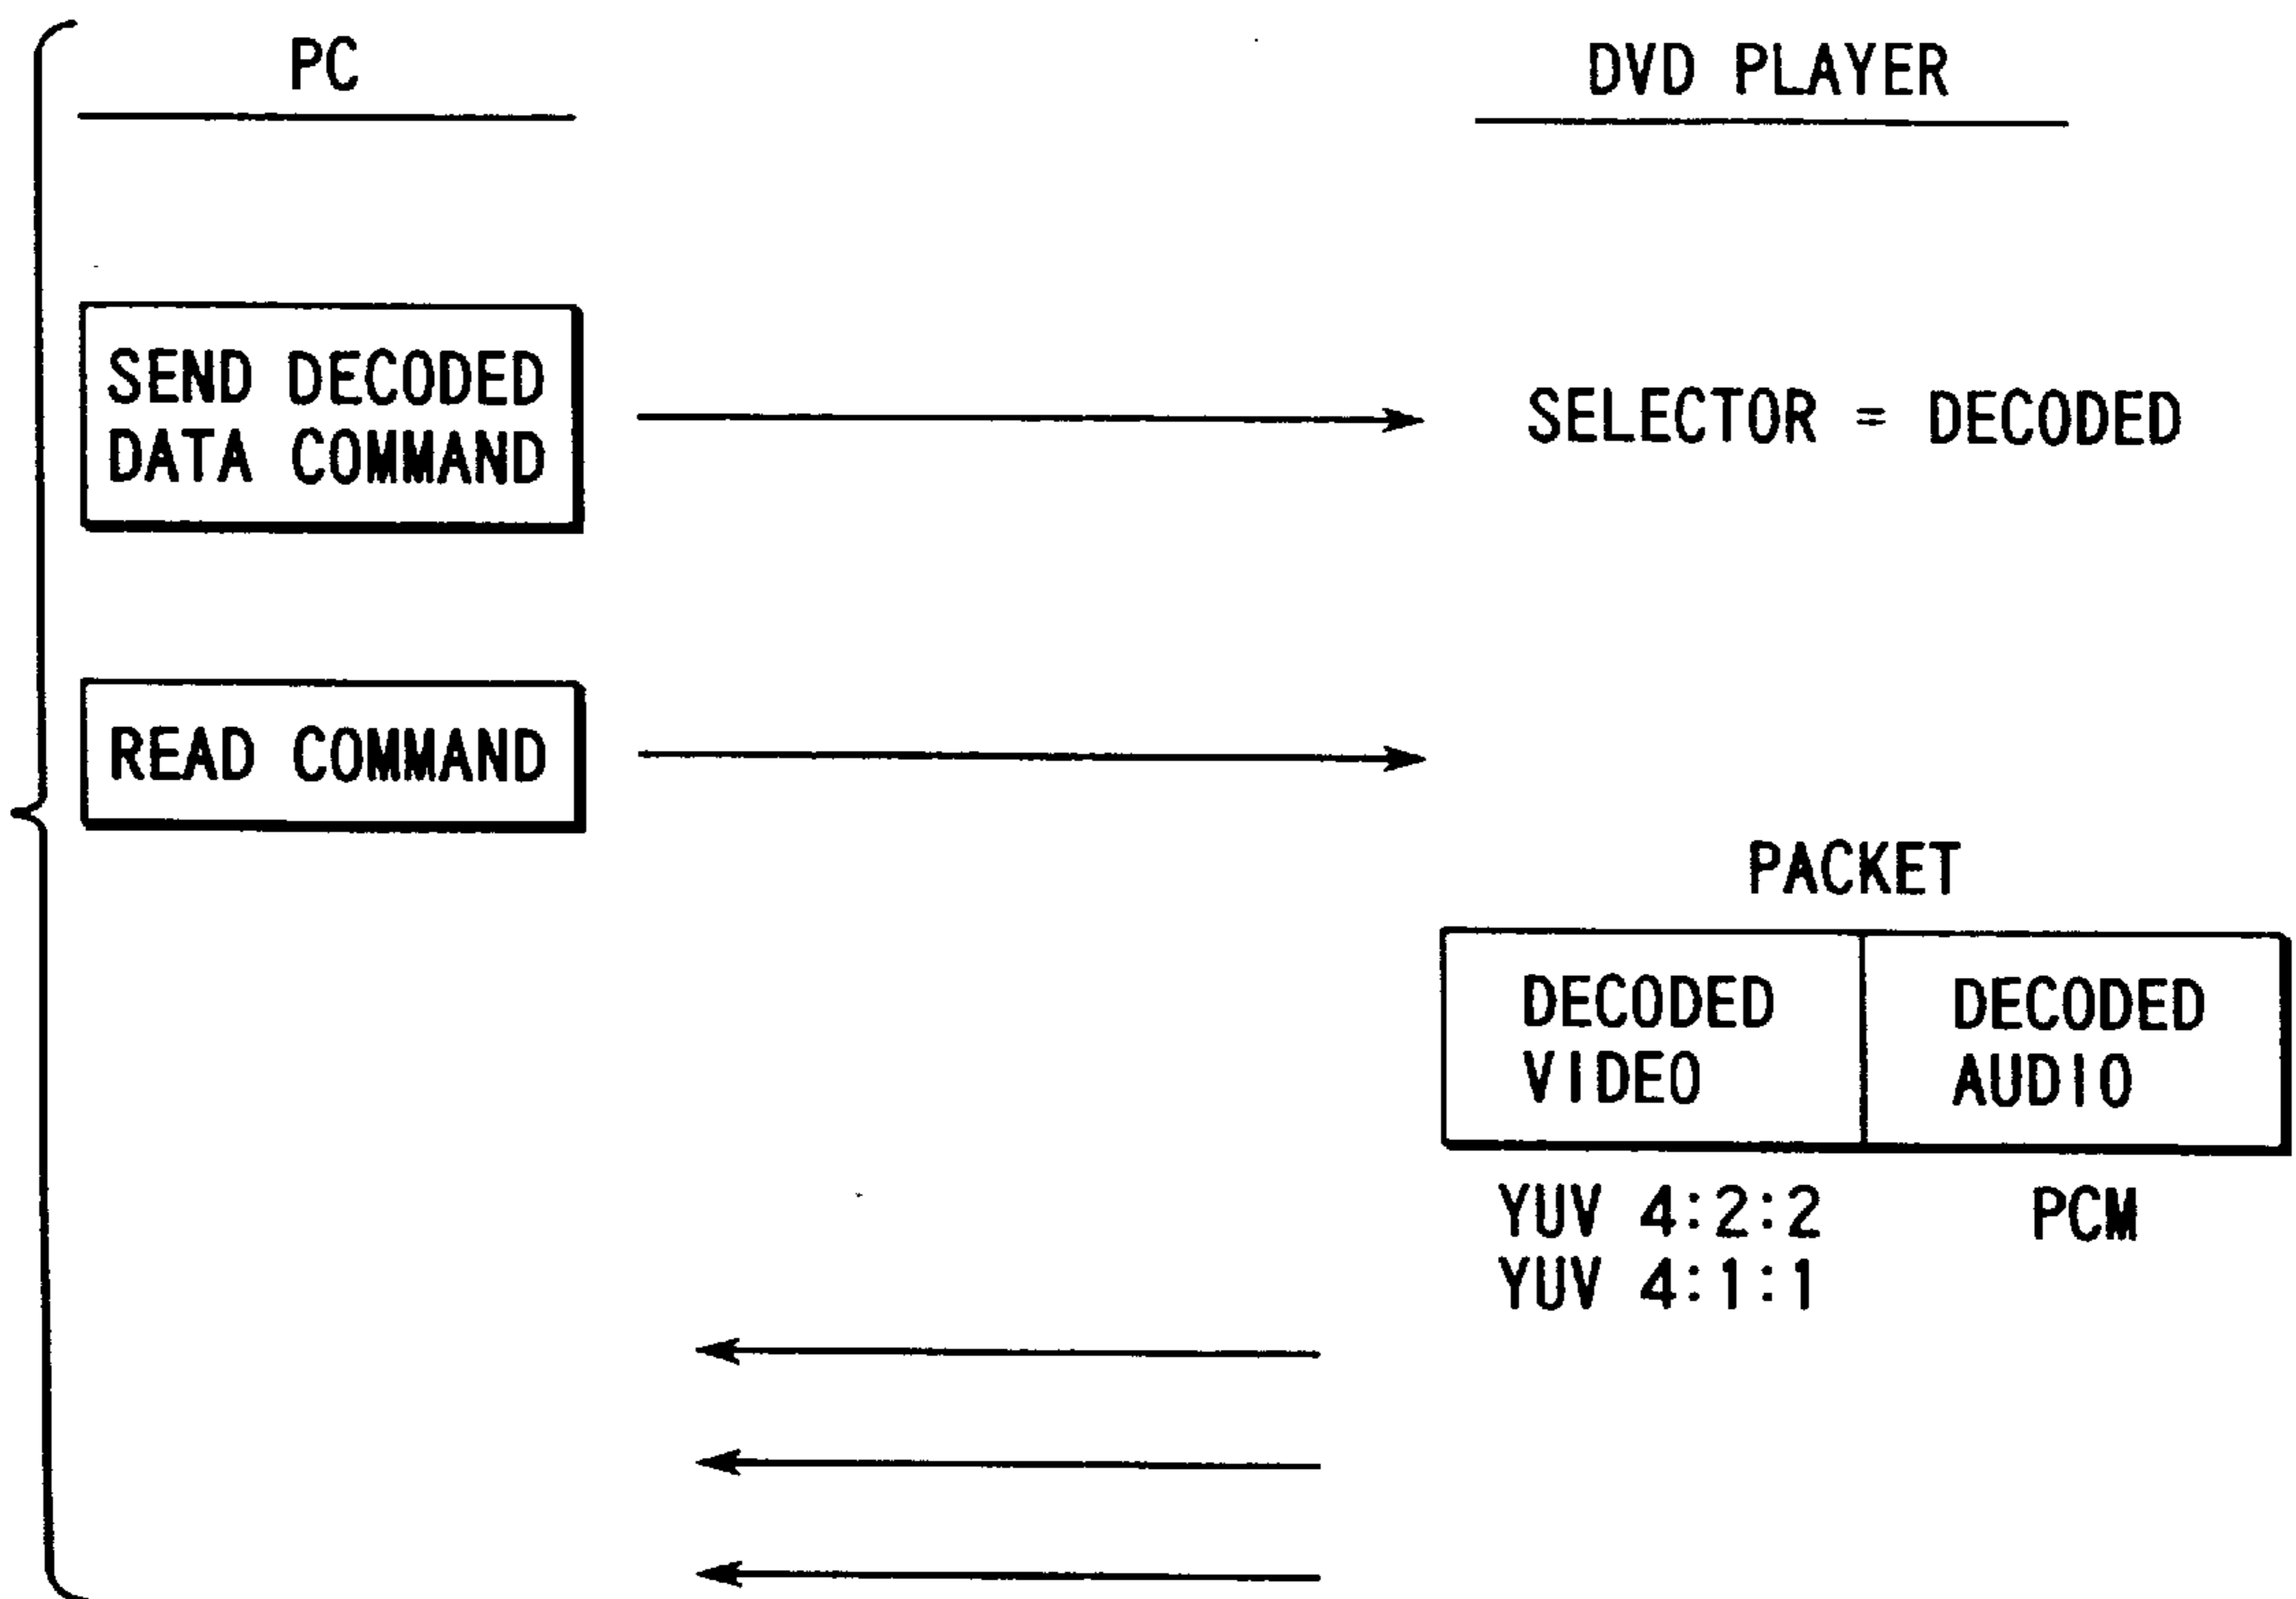 PC
DVD PLAYER
SEND DECODED
DATA COMMAND
SELECTOR = DECODED
READ COMMAND
PACKET
DECODED
VIDEO
DECODED
AUDIO
YUV 4:2:2
YUV 4:1:1
PCM